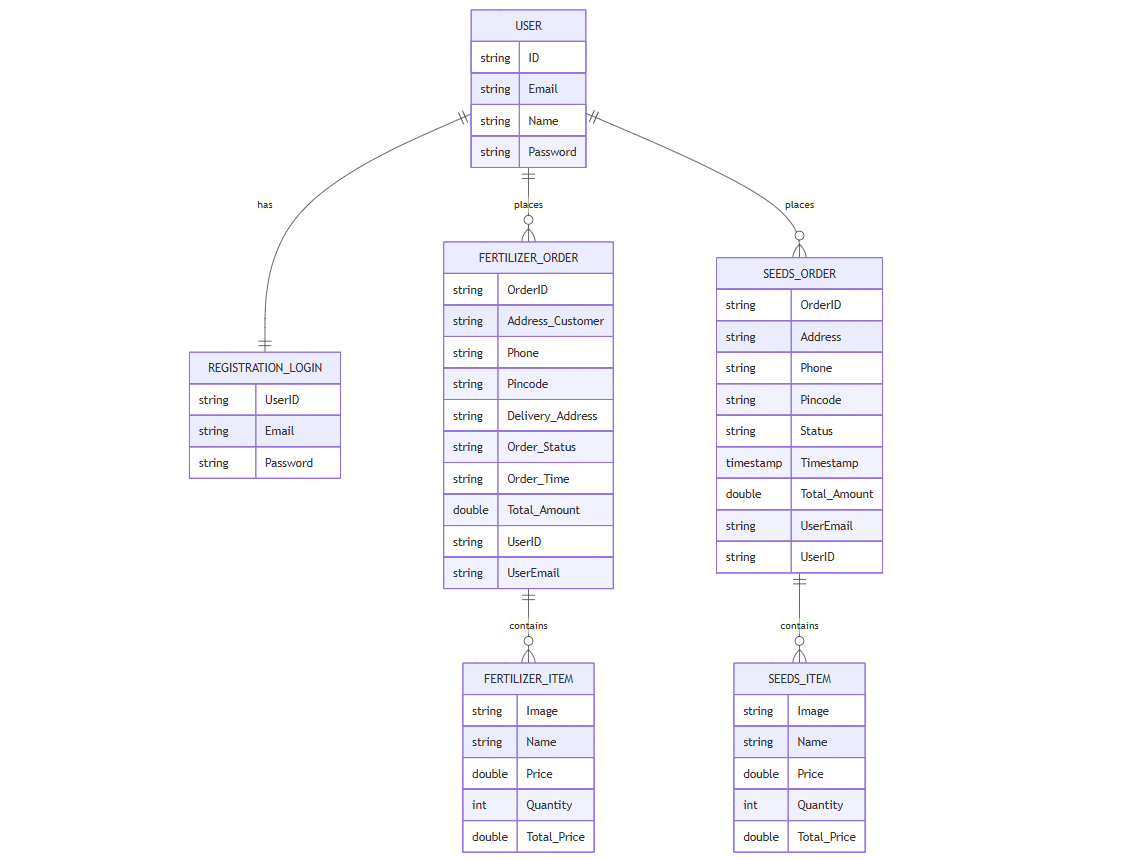 USER
string ID
string Email
string Name
string Password
has
places
places
FERTILIZER_ORDER
string OrderID
string Address_Customer
string Phone
string Pincode
string Delivery_Address
string Order_Status
string Order_Time
double Total_Amount
string UserID
string UserEmail
SEEDS_ORDER
string OrderID
string Address
string Phone
string Pincode
string Status
timestamp Timestamp
double Total_Amount
string UserEmail
string UserID
REGISTRATION_LOGIN
string UserID
string Email
string Password
contains
contains
FERTILIZER_ITEM
string Image
string Name
double Price
int Quantity
double Total_Price
SEEDS_ITEM
string Image
string Name
double Price
int Quantity
double Total_Price